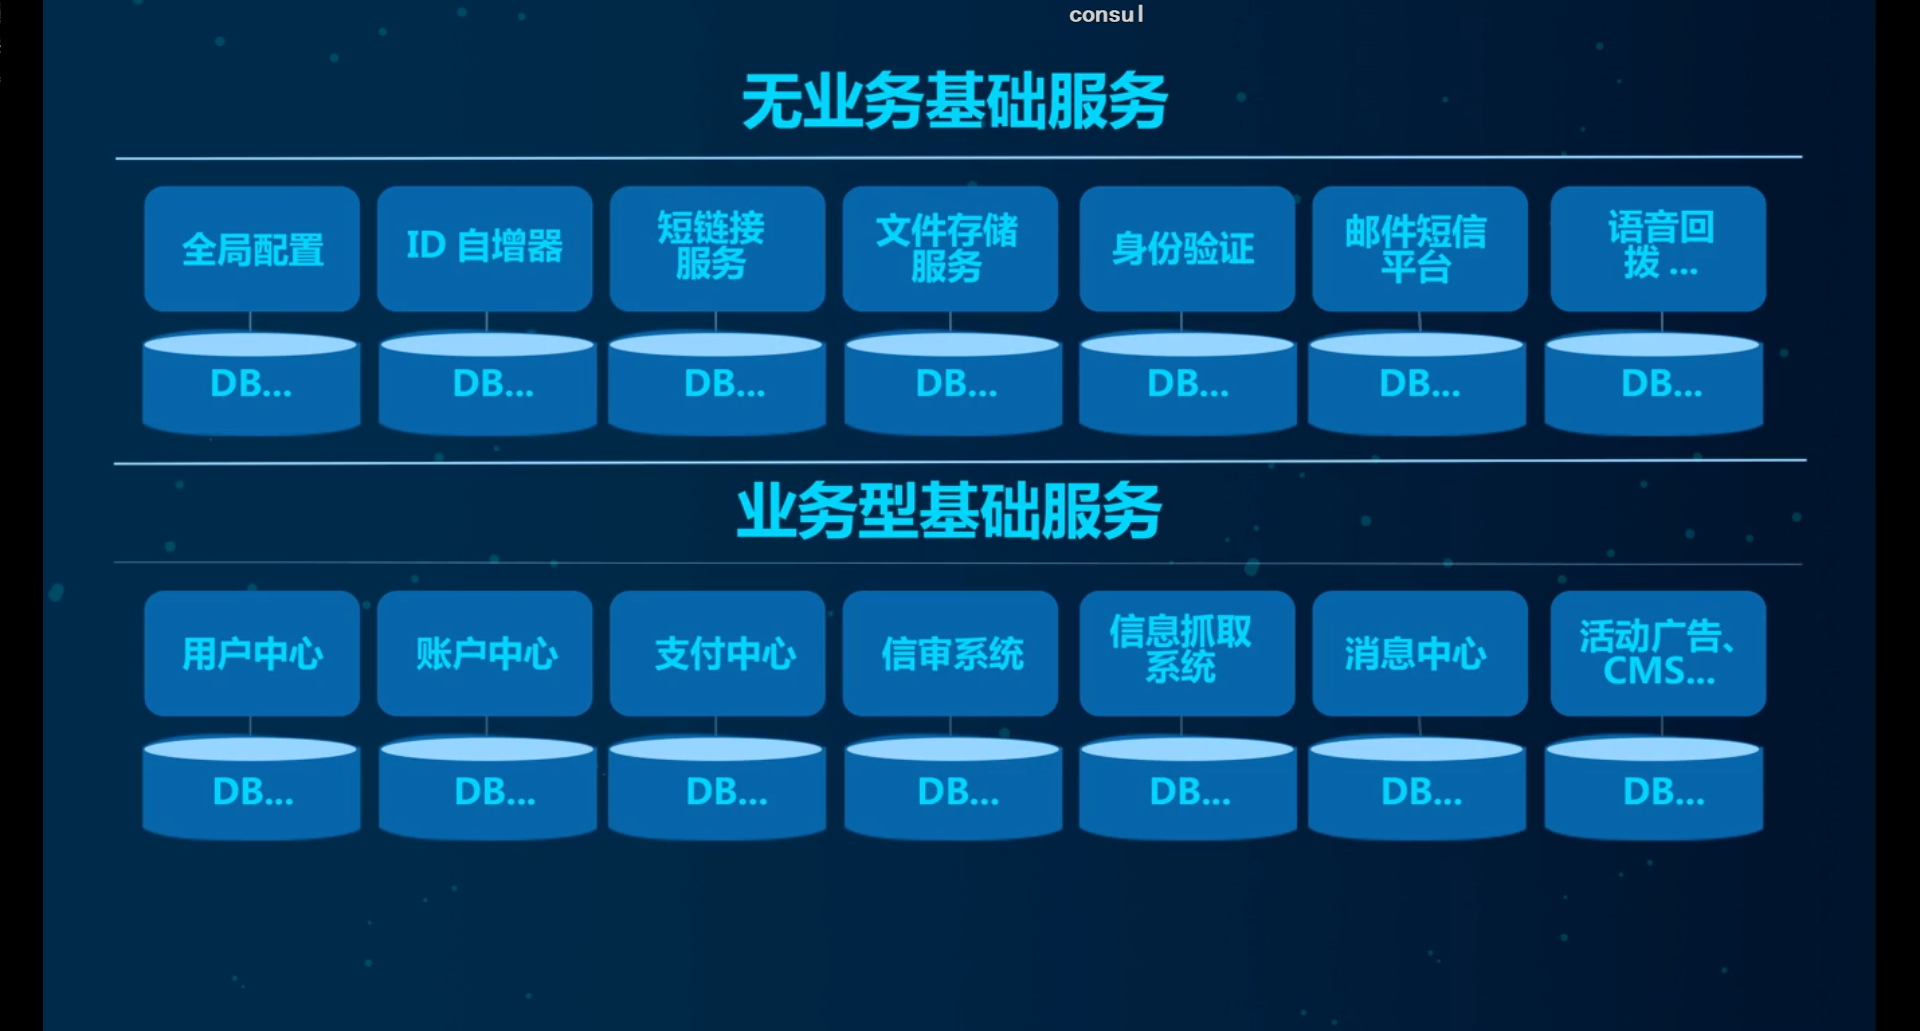 consul
无业务基础服务
全局配置
ID 自增器
短链接
服务
文件存储
服务
身份验证
邮件短信
平台
语音回
拨 ...
DB...
DB...
DB...
DB...
DB...
DB...
DB...
业务型基础服务
用户中心
账户中心
支付中心
信审系统
信息抓取
系统
消息中心
活动广告、
CMS...
DB...
DB...
DB...
DB...
DB...
DB...
DB...